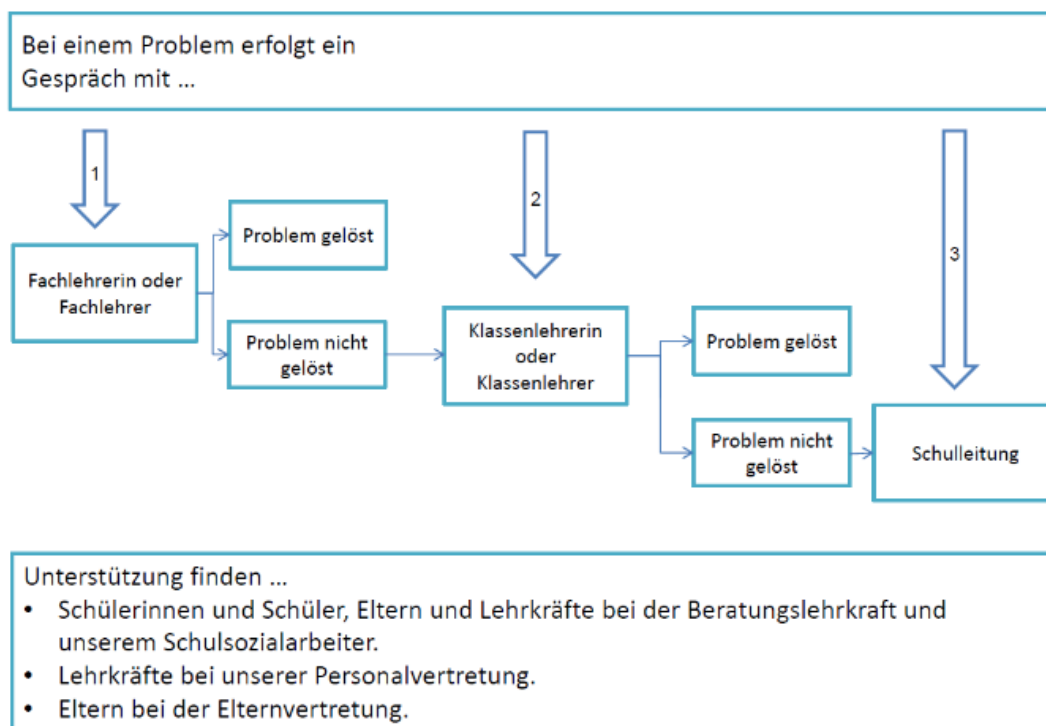 Bei einem Problem erfolgt ein
Gespräch mit ...
1
2
3
Fachlehrerin oder
Fachlehrer
Problem gelöst
Problem nicht
gelöst
Klassenlehrerin
oder
Klassenlehrer
Problem gelöst
Problem nicht
gelöst
Schulleitung
Unterstützung finden ...
• Schülerinnen und Schüler, Eltern und Lehrkräfte bei der Beratungslehrkraft und
unserem Schulsozialarbeiter.
• Lehrkräfte bei unserer Personalvertretung.
• Eltern bei der Elternvertretung.